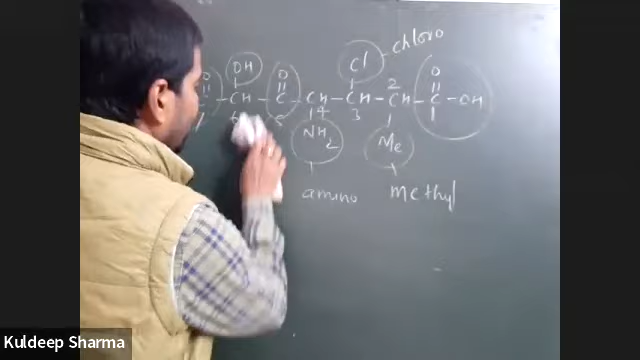 O OH O Cl chloro O
C - CH - C - CH - CH - CH - C - OH
7 6 5 4 3 2 1
NH2 Me
amino methyl
Kuldeep Sharma